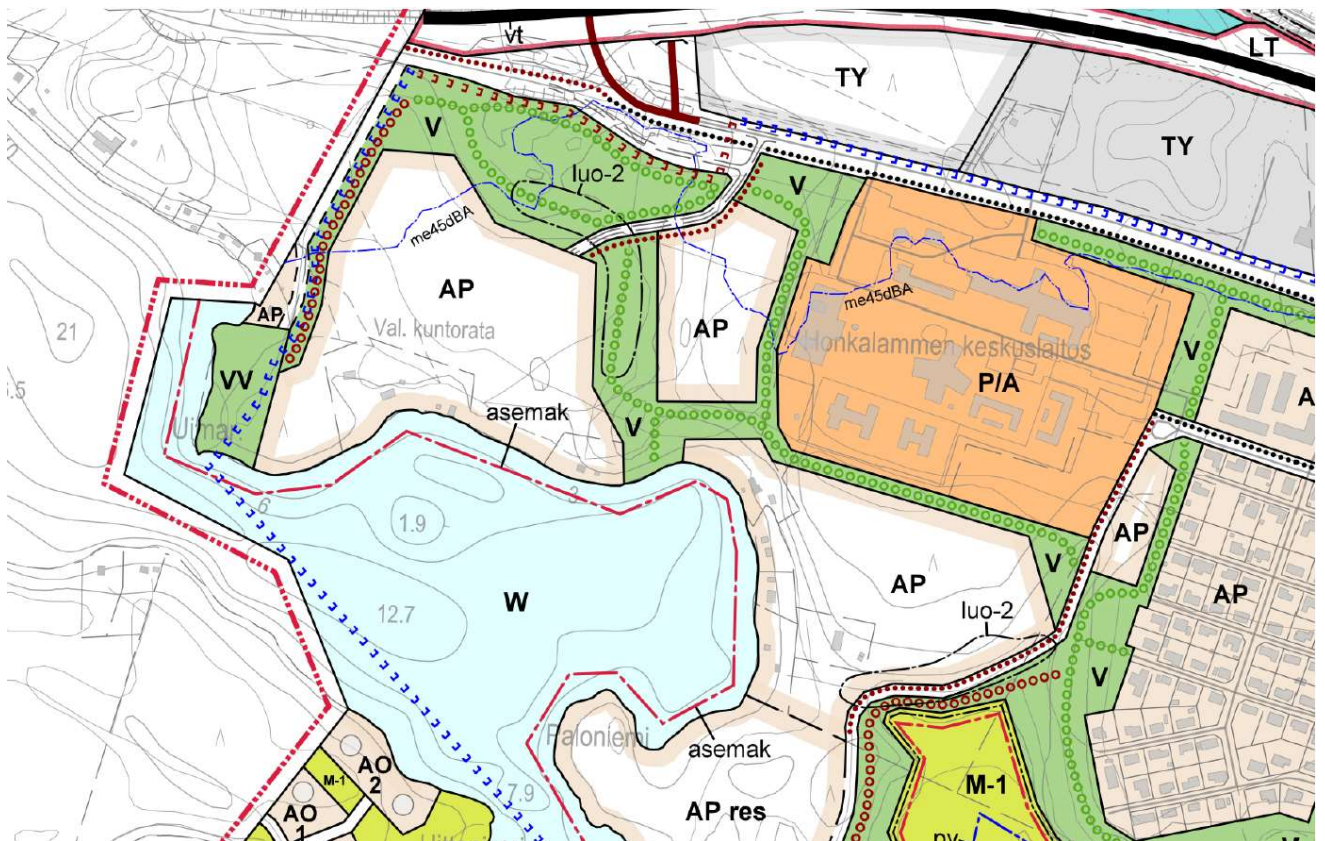 vt
LT
TY
TY
V
luo-2
V
me45dBA
AP
AP
Val. kuntorata
me45dBA
AP
21
Honkalammen keskuslaitos
V
P/A
VV
asemak
V
A
6
3
1.9
AP
W
12.7
AP
V
AP
luo-2
V
Paloniemi
asemak
7.9
AO
2
M-1
AO
1
AP res
M-1